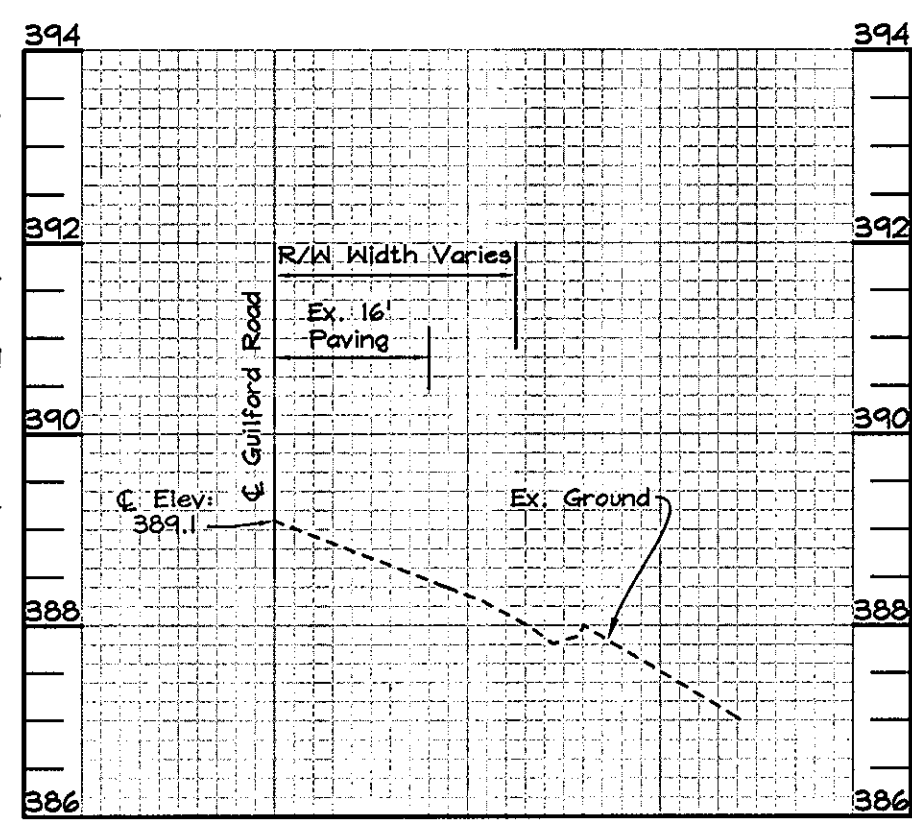 394 394
392 392
R/W Width Varies
Ex. 16'
Paving
℄ Guilford Road
390 390
℄ Elev:
389.1
Ex. Ground
388 388
386 386